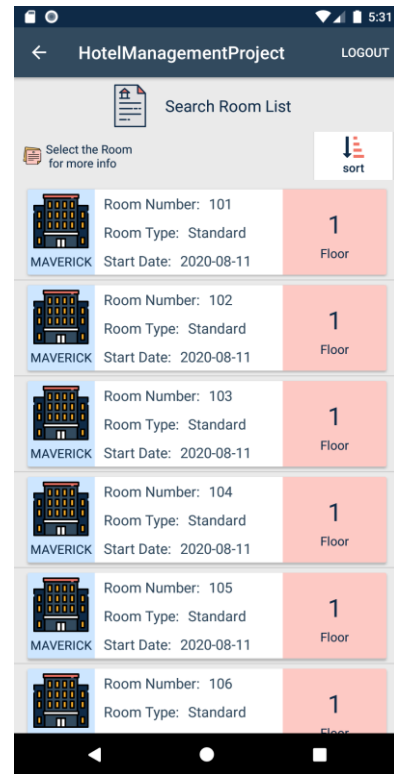 5:31
HotelManagementProject LOGOUT
Search Room List
Select the Room
for more info
sort
Room Number: 101
Room Type: Standard
Start Date: 2020-08-11
MAVERICK
1
Floor
Room Number: 102
Room Type: Standard
Start Date: 2020-08-11
MAVERICK
1
Floor
Room Number: 103
Room Type: Standard
Start Date: 2020-08-11
MAVERICK
1
Floor
Room Number: 104
Room Type: Standard
Start Date: 2020-08-11
MAVERICK
1
Floor
Room Number: 105
Room Type: Standard
Start Date: 2020-08-11
MAVERICK
1
Floor
Room Number: 106
Room Type: Standard
1